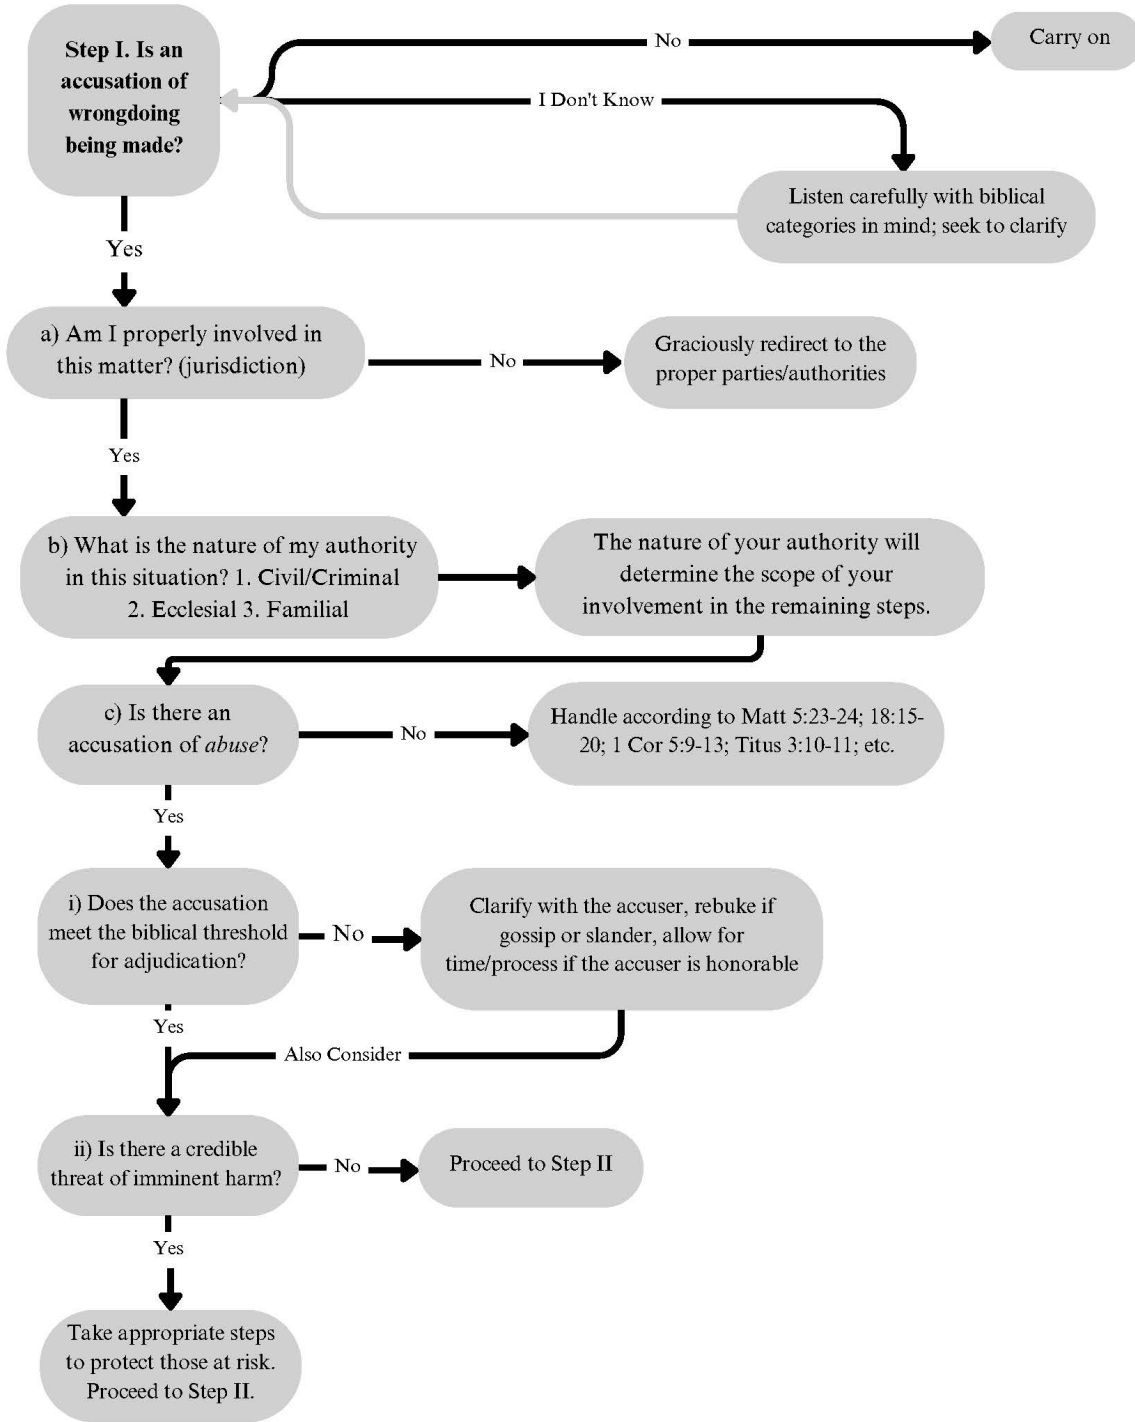 Step I. Is an
accusation of
wrongdoing
being made?
No
Carry on
I Don't Know
Listen carefully with biblical
categories in mind; seek to clarify
Yes
a) Am I properly involved in
this matter? (jurisdiction)
No
Graciously redirect to the
proper parties/authorities
Yes
b) What is the nature of my authority
in this situation? 1. Civil/Criminal
2. Ecclesial 3. Familial
The nature of your authority will
determine the scope of your
involvement in the remaining steps.
c) Is there an
accusation of abuse?
No
Handle according to Matt 5:23-24; 18:15-
20; 1 Cor 5:9-13; Titus 3:10-11; etc.
Yes
i) Does the accusation
meet the biblical threshold
for adjudication?
No
Clarify with the accuser, rebuke if
gossip or slander, allow for
time/process if the accuser is honorable
Yes
Also Consider
ii) Is there a credible
threat of imminent harm?
No
Proceed to Step II
Yes
Take appropriate steps
to protect those at risk.
Proceed to Step II.